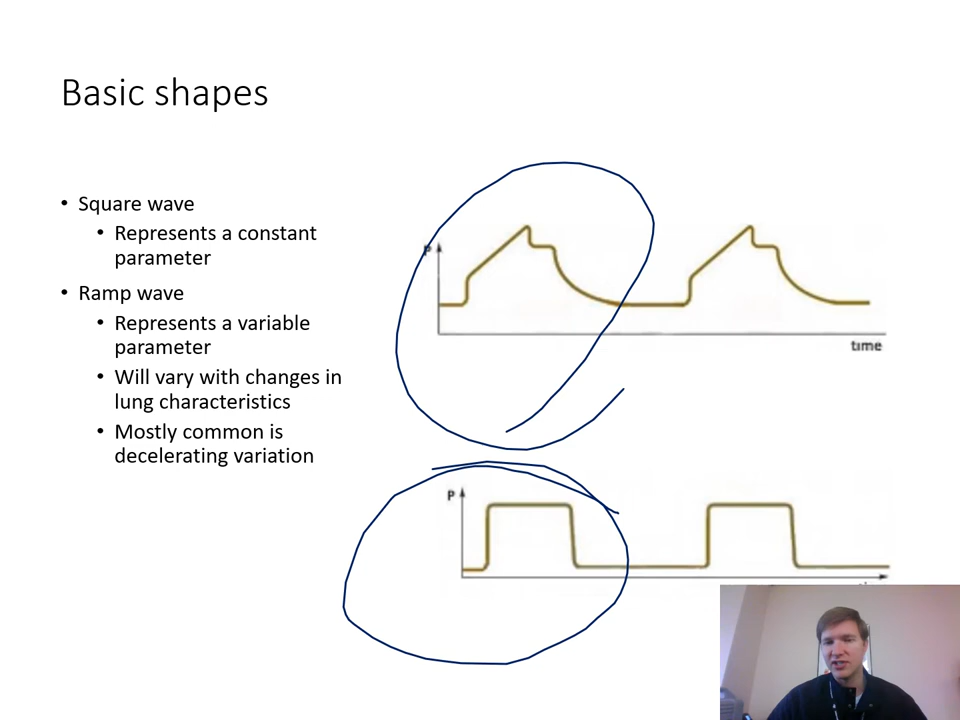 Basic shapes
• Square wave
• Represents a constant
parameter
• Ramp wave
• Represents a variable
parameter
• Will vary with changes in
lung characteristics
• Mostly common is
decelerating variation
P
time
P